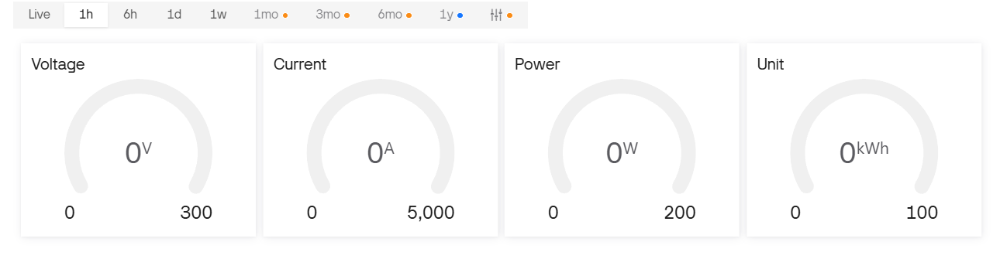 Live 1h 6h 1d 1w 1mo 3mo 6mo 1y
Voltage Current Power Unit
0V 0A 0W 0kWh
0 300 0 5,000 0 200 0 100